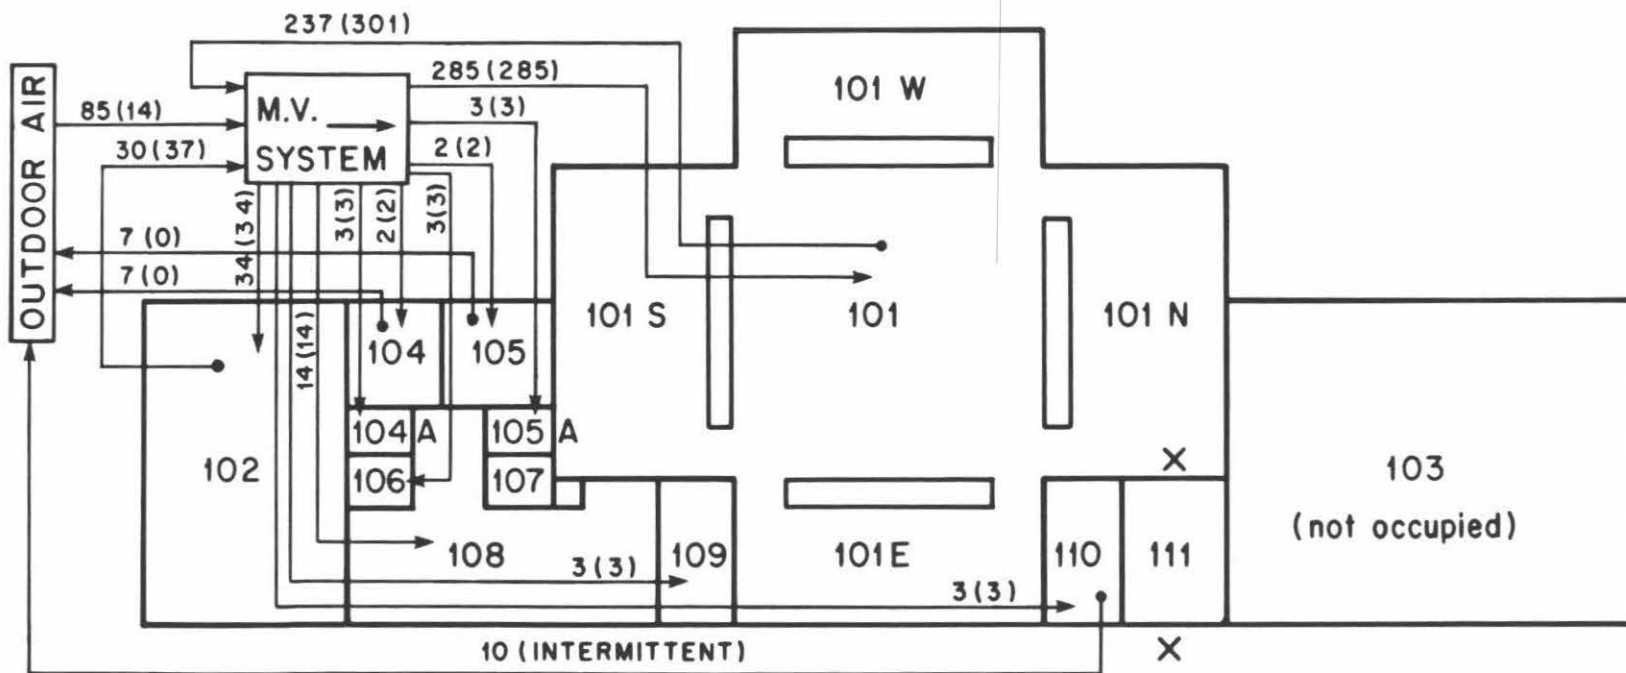 237 (301)
OUTDOOR AIR
85 (14)
30 (37)
M.V.
SYSTEM
285 (285)
3 (3)
2 (2)
101 W
34 (34)
14 (14)
3 (3)
2 (2)
3 (3)
7 (0)
7 (0)
104
105
101 S
101
101 N
104 A
105 A
102
106
107
X
103
(not occupied)
108
109
101 E
110
111
3 (3)
3 (3)
10 (INTERMITTENT)
X